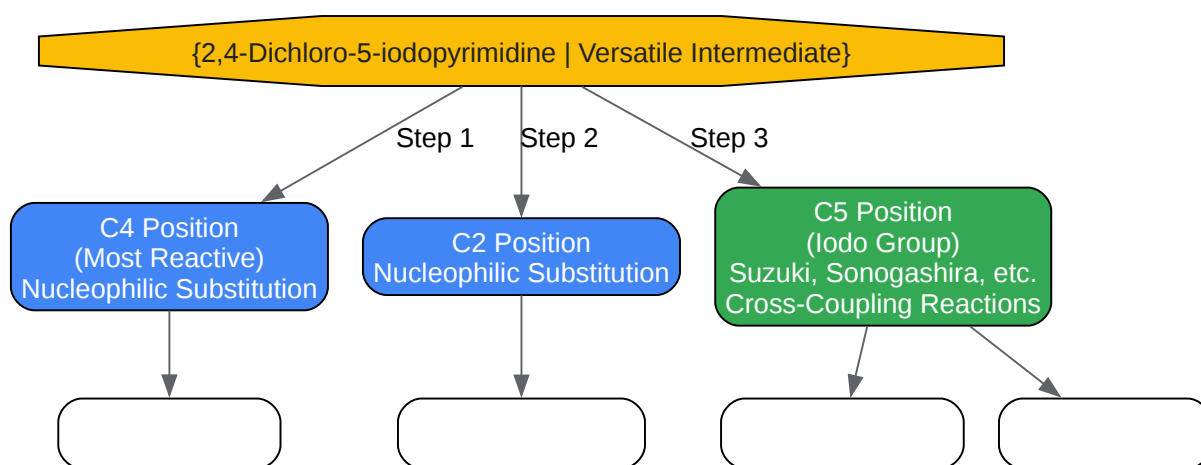 {2,4-Dichloro-5-iodopyrimidine | Versatile Intermediate}
Step 1
Step 2
Step 3
C4 Position
(Most Reactive)
Nucleophilic Substitution
C2 Position
Nucleophilic Substitution
C5 Position
(Iodo Group)
Suzuki, Sonogashira, etc.
Cross-Coupling Reactions